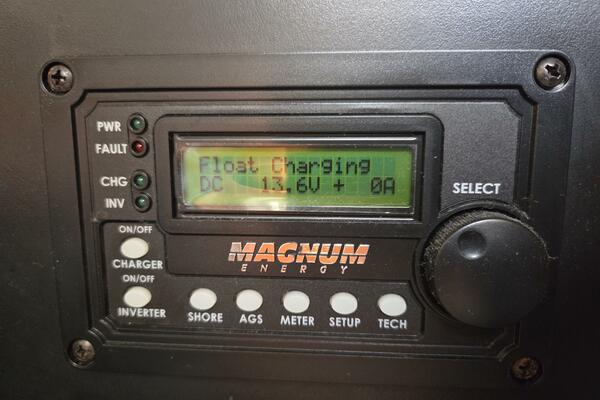 PWR
FAULT
CHG
INV
Float Charging
DC 13.6V + 0A
SELECT
ON/OFF
CHARGER
ON/OFF
INVERTER
MAGNUM
ENERGY
SHORE
AGS
METER
SETUP
TECH